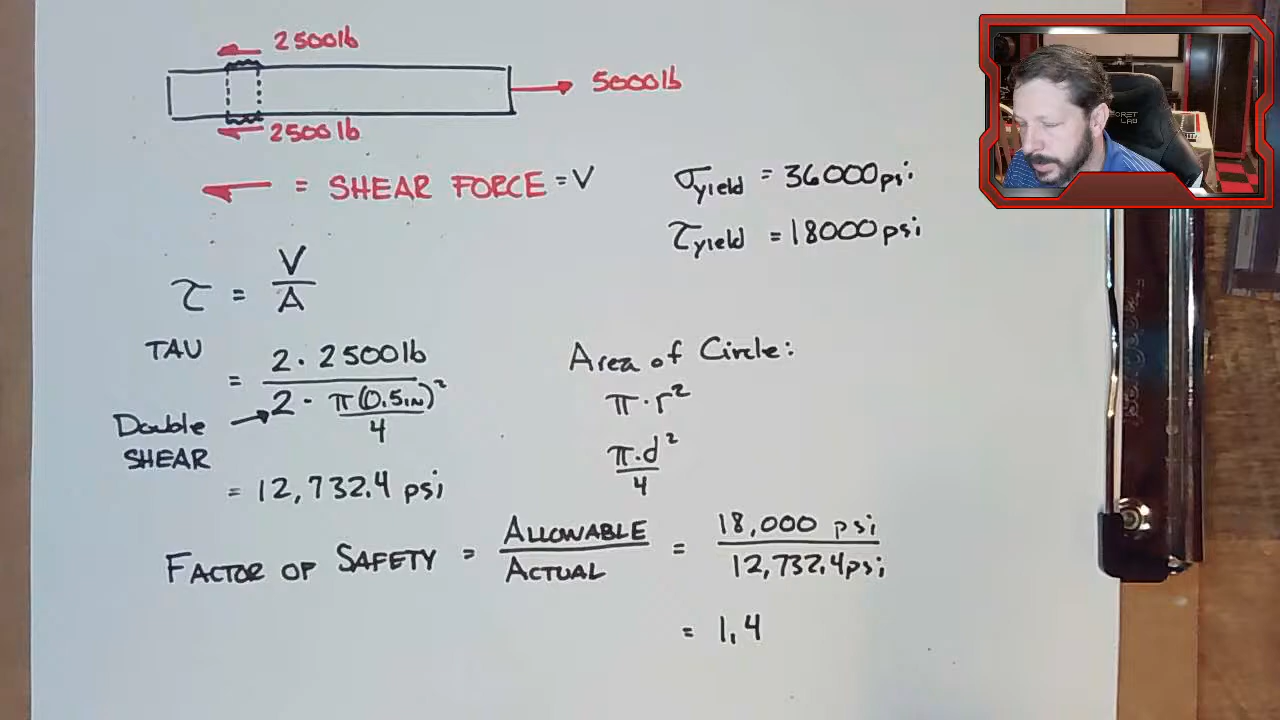 2500lb
5000lb
2500lb
= SHEAR FORCE = V
σyield = 36000psi
τyield = 18000psi
τ = V/A
TAU
= 2 · 2500lb / 2 · π(0.5in)²/4
Double
SHEAR
= 12,732.4 psi
Area of Circle:
π·r²
π·d²/4
FACTOR OF SAFETY = ALLOWABLE/ACTUAL = 18,000 psi/12,732.4psi
= 1.4